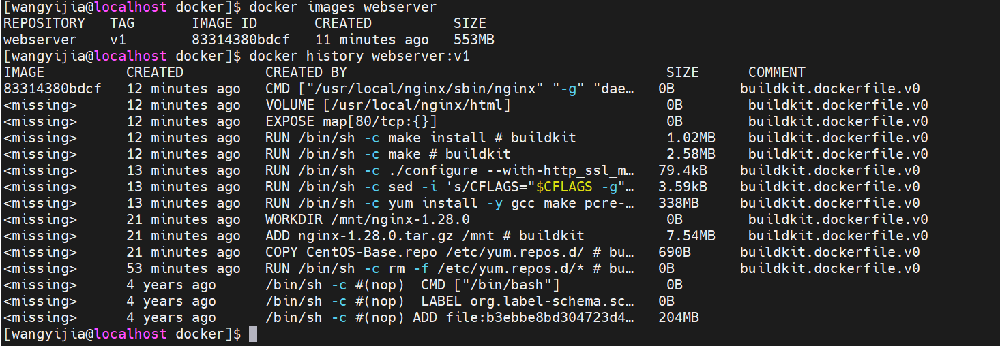 [wangyijia@localhost docker]$ docker images webserver
REPOSITORY   TAG       IMAGE ID       CREATED          SIZE
webserver    v1        83314380bdcf   11 minutes ago   553MB
[wangyijia@localhost docker]$ docker history webserver:v1
IMAGE          CREATED          CREATED BY                                       SIZE      COMMENT
83314380bdcf   12 minutes ago   CMD ["/usr/local/nginx/sbin/nginx" "-g" "dae…   0B        buildkit.dockerfile.v0
<missing>      12 minutes ago   VOLUME [/usr/local/nginx/html]                   0B        buildkit.dockerfile.v0
<missing>      12 minutes ago   EXPOSE map[80/tcp:{}]                            0B        buildkit.dockerfile.v0
<missing>      12 minutes ago   RUN /bin/sh -c make install # buildkit           1.02MB    buildkit.dockerfile.v0
<missing>      12 minutes ago   RUN /bin/sh -c make # buildkit                   2.58MB    buildkit.dockerfile.v0
<missing>      13 minutes ago   RUN /bin/sh -c ./configure --with-http_ssl_m…   79.4kB    buildkit.dockerfile.v0
<missing>      13 minutes ago   RUN /bin/sh -c sed -i 's/CFLAGS="$CFLAGS -g"…   3.59kB    buildkit.dockerfile.v0
<missing>      13 minutes ago   RUN /bin/sh -c yum install -y gcc make pcre-…   338MB     buildkit.dockerfile.v0
<missing>      21 minutes ago   WORKDIR /mnt/nginx-1.28.0                        0B        buildkit.dockerfile.v0
<missing>      21 minutes ago   ADD nginx-1.28.0.tar.gz /mnt # buildkit          7.54MB    buildkit.dockerfile.v0
<missing>      21 minutes ago   COPY CentOS-Base.repo /etc/yum.repos.d/ # bu…   690B      buildkit.dockerfile.v0
<missing>      53 minutes ago   RUN /bin/sh -c rm -f /etc/yum.repos.d/* # bu…   0B        buildkit.dockerfile.v0
<missing>      4 years ago      /bin/sh -c #(nop)  CMD ["/bin/bash"]             0B
<missing>      4 years ago      /bin/sh -c #(nop)  LABEL org.label-schema.sc…   0B
<missing>      4 years ago      /bin/sh -c #(nop) ADD file:b3ebbe8bd304723d4…   204MB
[wangyijia@localhost docker]$